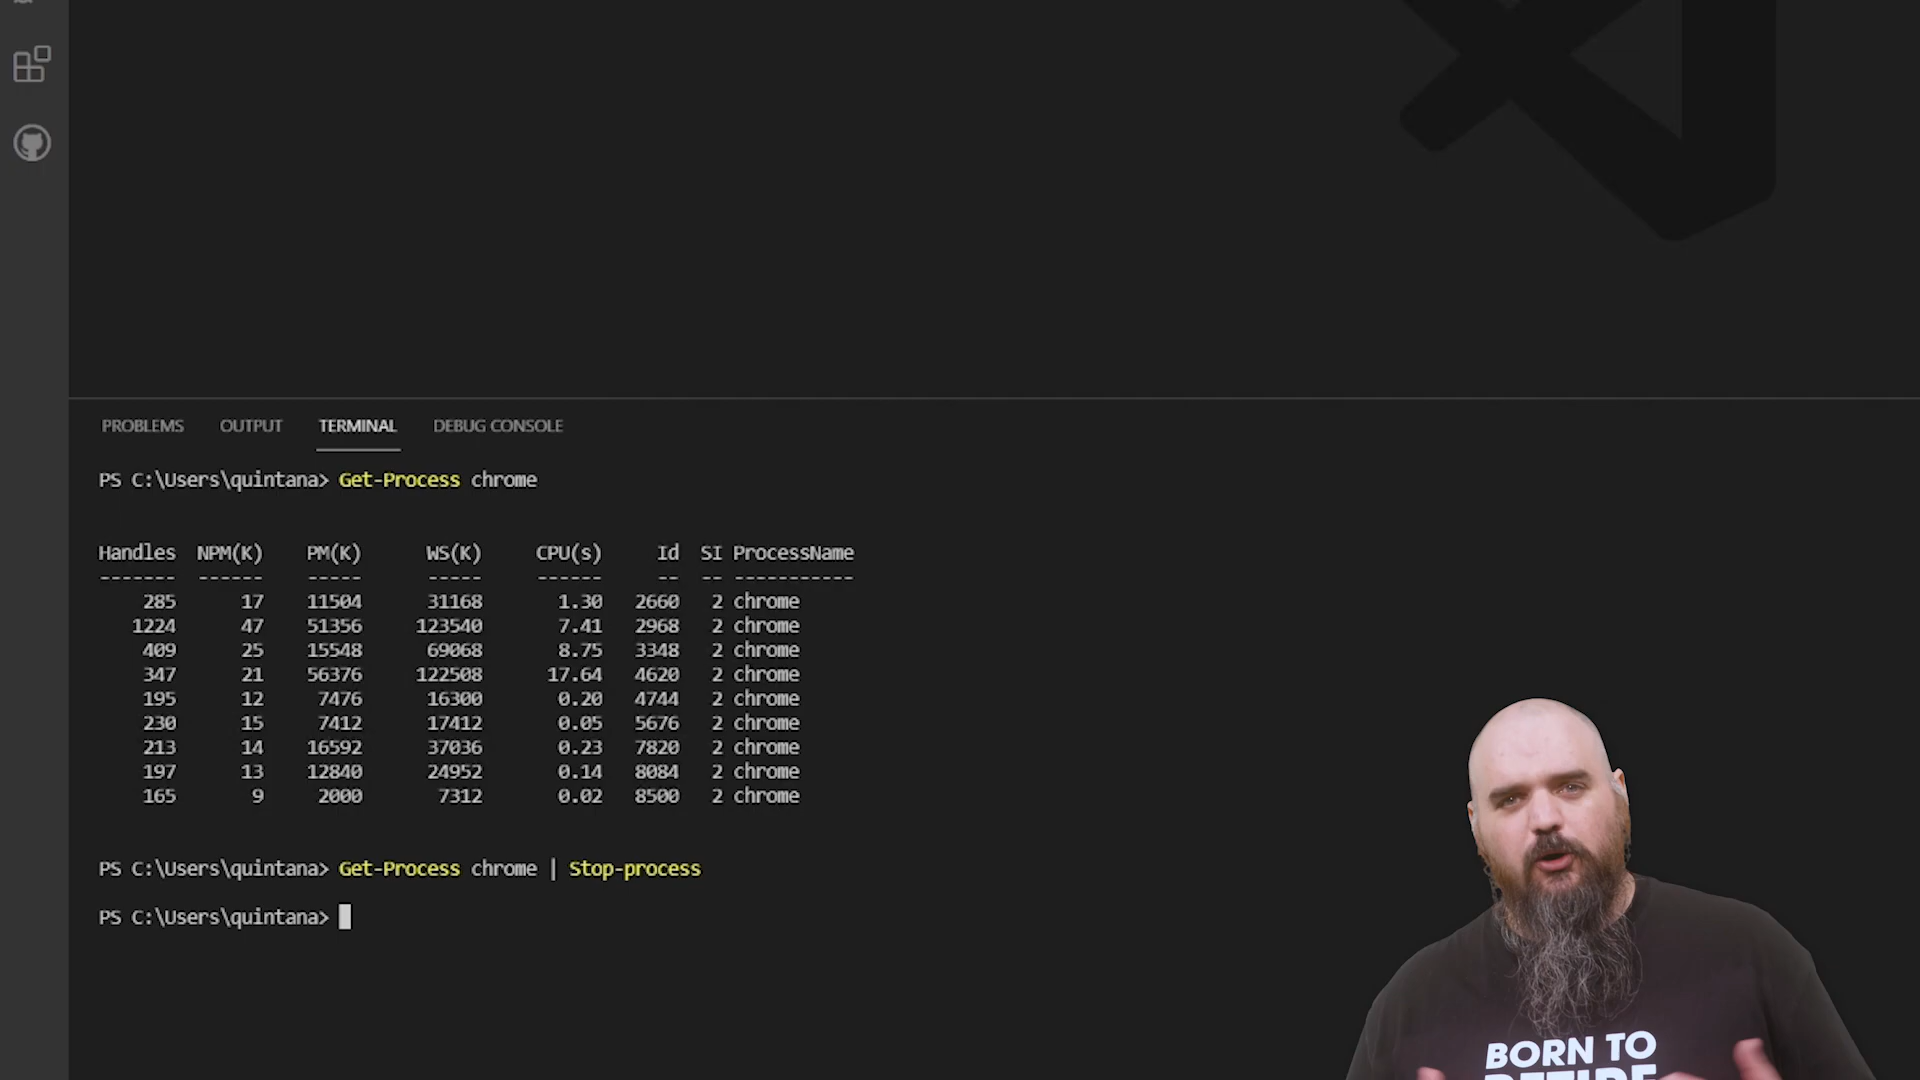 PROBLEMS OUTPUT TERMINAL DEBUG CONSOLE
PS C:\Users\quintana> Get-Process chrome
Handles NPM(K) PM(K) WS(K) CPU(s) Id SI ProcessName
------- ------ ----- ----- ------ -- -- -----------
285 17 11504 31168 1.30 2660 2 chrome
1224 47 51356 123540 7.41 2968 2 chrome
409 25 15548 69068 8.75 3348 2 chrome
347 21 56376 122508 17.64 4620 2 chrome
195 12 7476 16300 0.20 4744 2 chrome
230 15 7412 17412 0.05 5676 2 chrome
213 14 16592 37036 0.23 7820 2 chrome
197 13 12840 24952 0.14 8084 2 chrome
165 9 2000 7312 0.02 8500 2 chrome
PS C:\Users\quintana> Get-Process chrome | Stop-process
PS C:\Users\quintana>
BORN TO